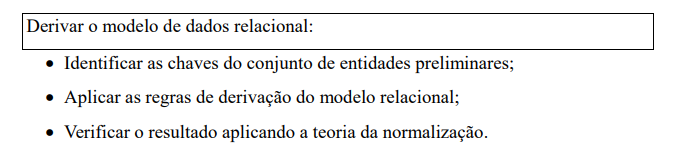 Derivar o modelo de dados relacional:
• Identificar as chaves do conjunto de entidades preliminares;
• Aplicar as regras de derivação do modelo relacional;
• Verificar o resultado aplicando a teoria da normalização.